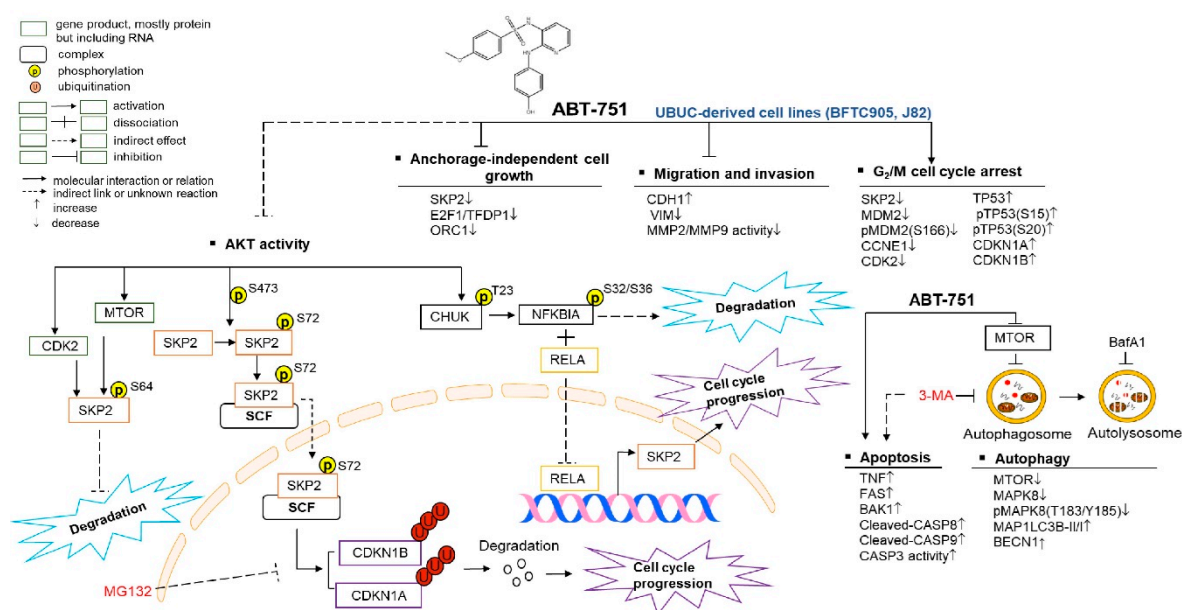 gene product, mostly protein
but including RNA
complex
p phosphorylation
U ubiquitination
activation
dissociation
indirect effect
inhibition
molecular interaction or relation
indirect link or unknown reaction
↑ increase
↓ decrease
O
S
O
NH
N
NH
O
OH
ABT-751
UBUC-derived cell lines (BFTC905, J82)
▪ Anchorage-independent cell
growth
SKP2↓
E2F1/TFDP1↓
ORC1↓
▪ Migration and invasion
CDH1↑
VIM↓
MMP2/MMP9 activity↓
▪ G2/M cell cycle arrest
SKP2↓
MDM2↓
pMDM2(S166)↓
CCNE1↓
CDK2↓
TP53↑
pTP53(S15)↑
pTP53(S20)↑
CDKN1A↑
CDKN1B↑
▪ AKT activity
MTOR
CDK2
SKP2
p S64
Degradation
p S473
SKP2
SKP2
p S72
SKP2
p S72
SCF
SKP2
p S72
SCF
CHUK
p T23
NFKBIA
p S32/S36
Degradation
RELA
RELA
SKP2
Cell cycle
progression
MG132
CDKN1B
U U U
CDKN1A
U U U
Degradation
Cell cycle
progression
ABT-751
MTOR
BafA1
3-MA
Autophagosome
Autolysosome
▪ Apoptosis
TNF↑
FAS↑
BAK1↑
Cleaved-CASP8↑
Cleaved-CASP9↑
CASP3 activity↑
▪ Autophagy
MTOR↓
MAPK8↓
pMAPK8(T183/Y185)↓
MAP1LC3B-II/I↑
BECN1↑